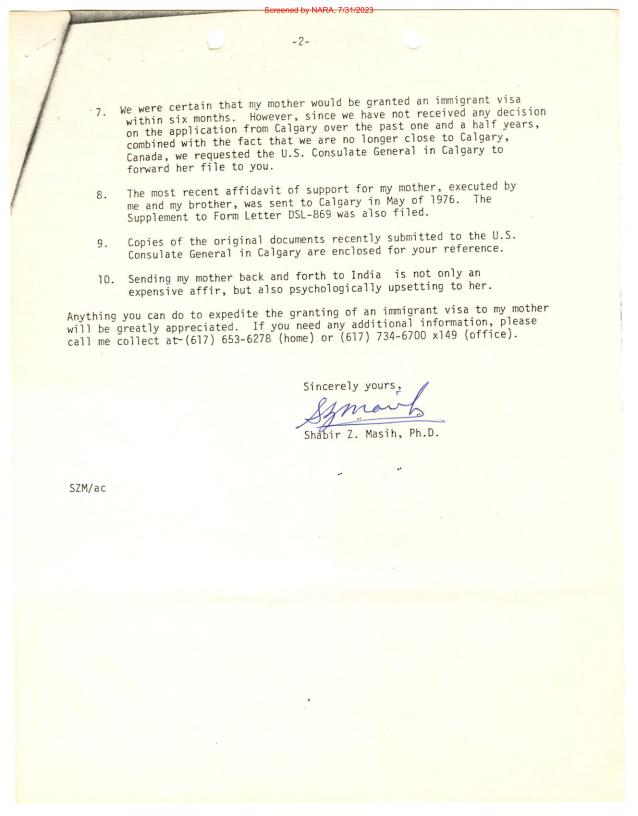 Screened by NARA, 7/31/2023
-2-
7. We were certain that my mother would be granted an immigrant visa
within six months. However, since we have not received any decision
on the application from Calgary over the past one and a half years,
combined with the fact that we are no longer close to Calgary,
Canada, we requested the U.S. Consulate General in Calgary to
forward her file to you.
8. The most recent affidavit of support for my mother, executed by
me and my brother, was sent to Calgary in May of 1976. The
Supplement to Form Letter DSL-869 was also filed.
9. Copies of the original documents recently submitted to the U.S.
Consulate General in Calgary are enclosed for your reference.
10. Sending my mother back and forth to India is not only an
expensive affir, but also psychologically upsetting to her.
Anything you can do to expedite the granting of an immigrant visa to my mother
will be greatly appreciated. If you need any additional information, please
call me collect at (617) 653-6278 (home) or (617) 734-6700 x149 (office).
Sincerely yours,
SZMasih
Shabir Z. Masih, Ph.D.
SZM/ac